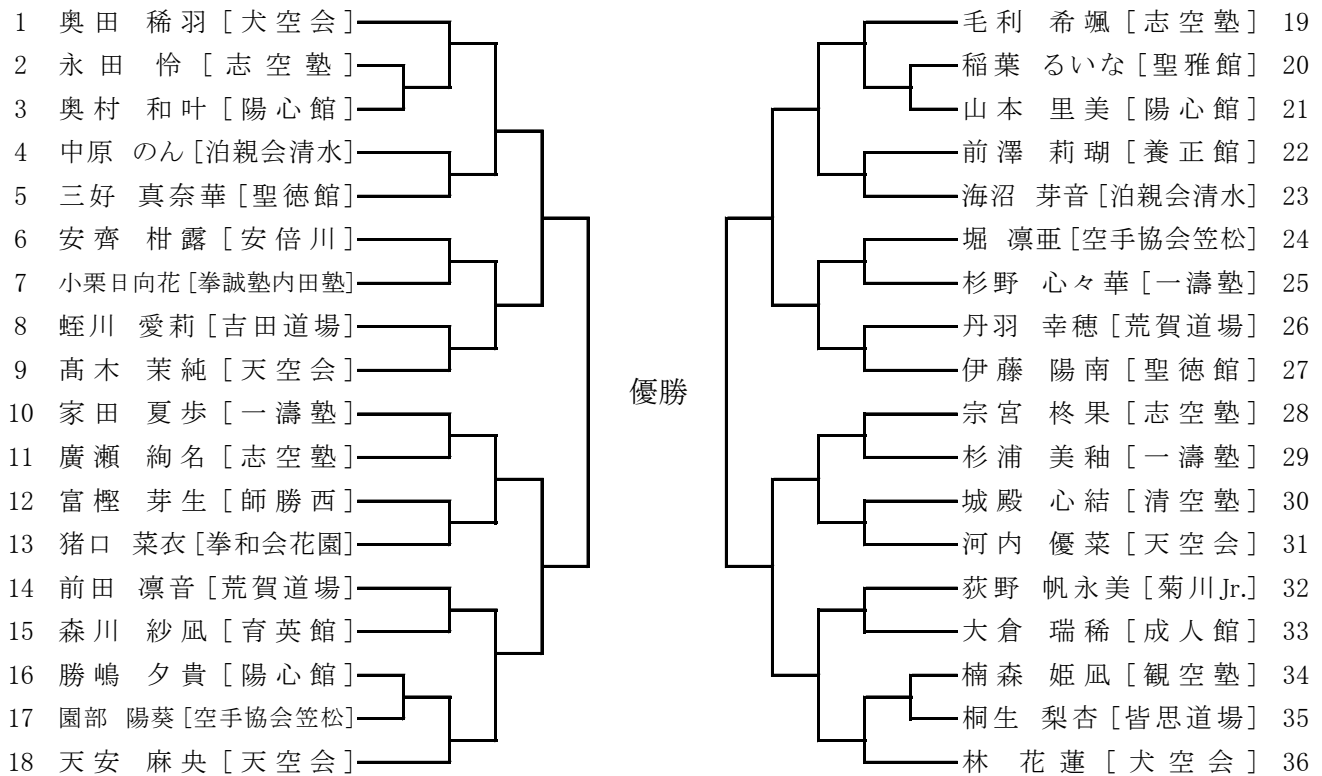 1 奥田 稀羽 [犬空会]
2 永田 怜 [志空塾]
3 奥村 和叶 [陽心館]
4 中原 のん [泊親会清水]
5 三好 真奈華 [聖徳館]
6 安齊 柑露 [安倍川]
7 小栗日向花 [拳誠塾内田塾]
8 蛭川 愛莉 [吉田道場]
9 髙木 茉純 [天空会]
10 家田 夏歩 [一濤塾]
11 廣瀬 絢名 [志空塾]
12 富樫 芽生 [師勝西]
13 猪口 菜衣 [拳和会花園]
14 前田 凛音 [荒賀道場]
15 森川 紗凪 [育英館]
16 勝嶋 夕貴 [陽心館]
17 園部 陽葵 [空手協会笠松]
18 天安 麻央 [天空会]
優勝
毛利 希颯 [志空塾] 19
稲葉 るいな [聖雅館] 20
山本 里美 [陽心館] 21
前澤 莉瑚 [養正館] 22
海沼 芽音 [泊親会清水] 23
堀 凛亜 [空手協会笠松] 24
杉野 心々華 [一濤塾] 25
丹羽 幸穂 [荒賀道場] 26
伊藤 陽南 [聖徳館] 27
宗宮 柊果 [志空塾] 28
杉浦 美釉 [一濤塾] 29
城殿 心結 [清空塾] 30
河内 優菜 [天空会] 31
荻野 帆永美 [菊川Jr.] 32
大倉 瑞稀 [成人館] 33
楠森 姫凪 [観空塾] 34
桐生 梨杏 [皆思道場] 35
林 花蓮 [犬空会] 36